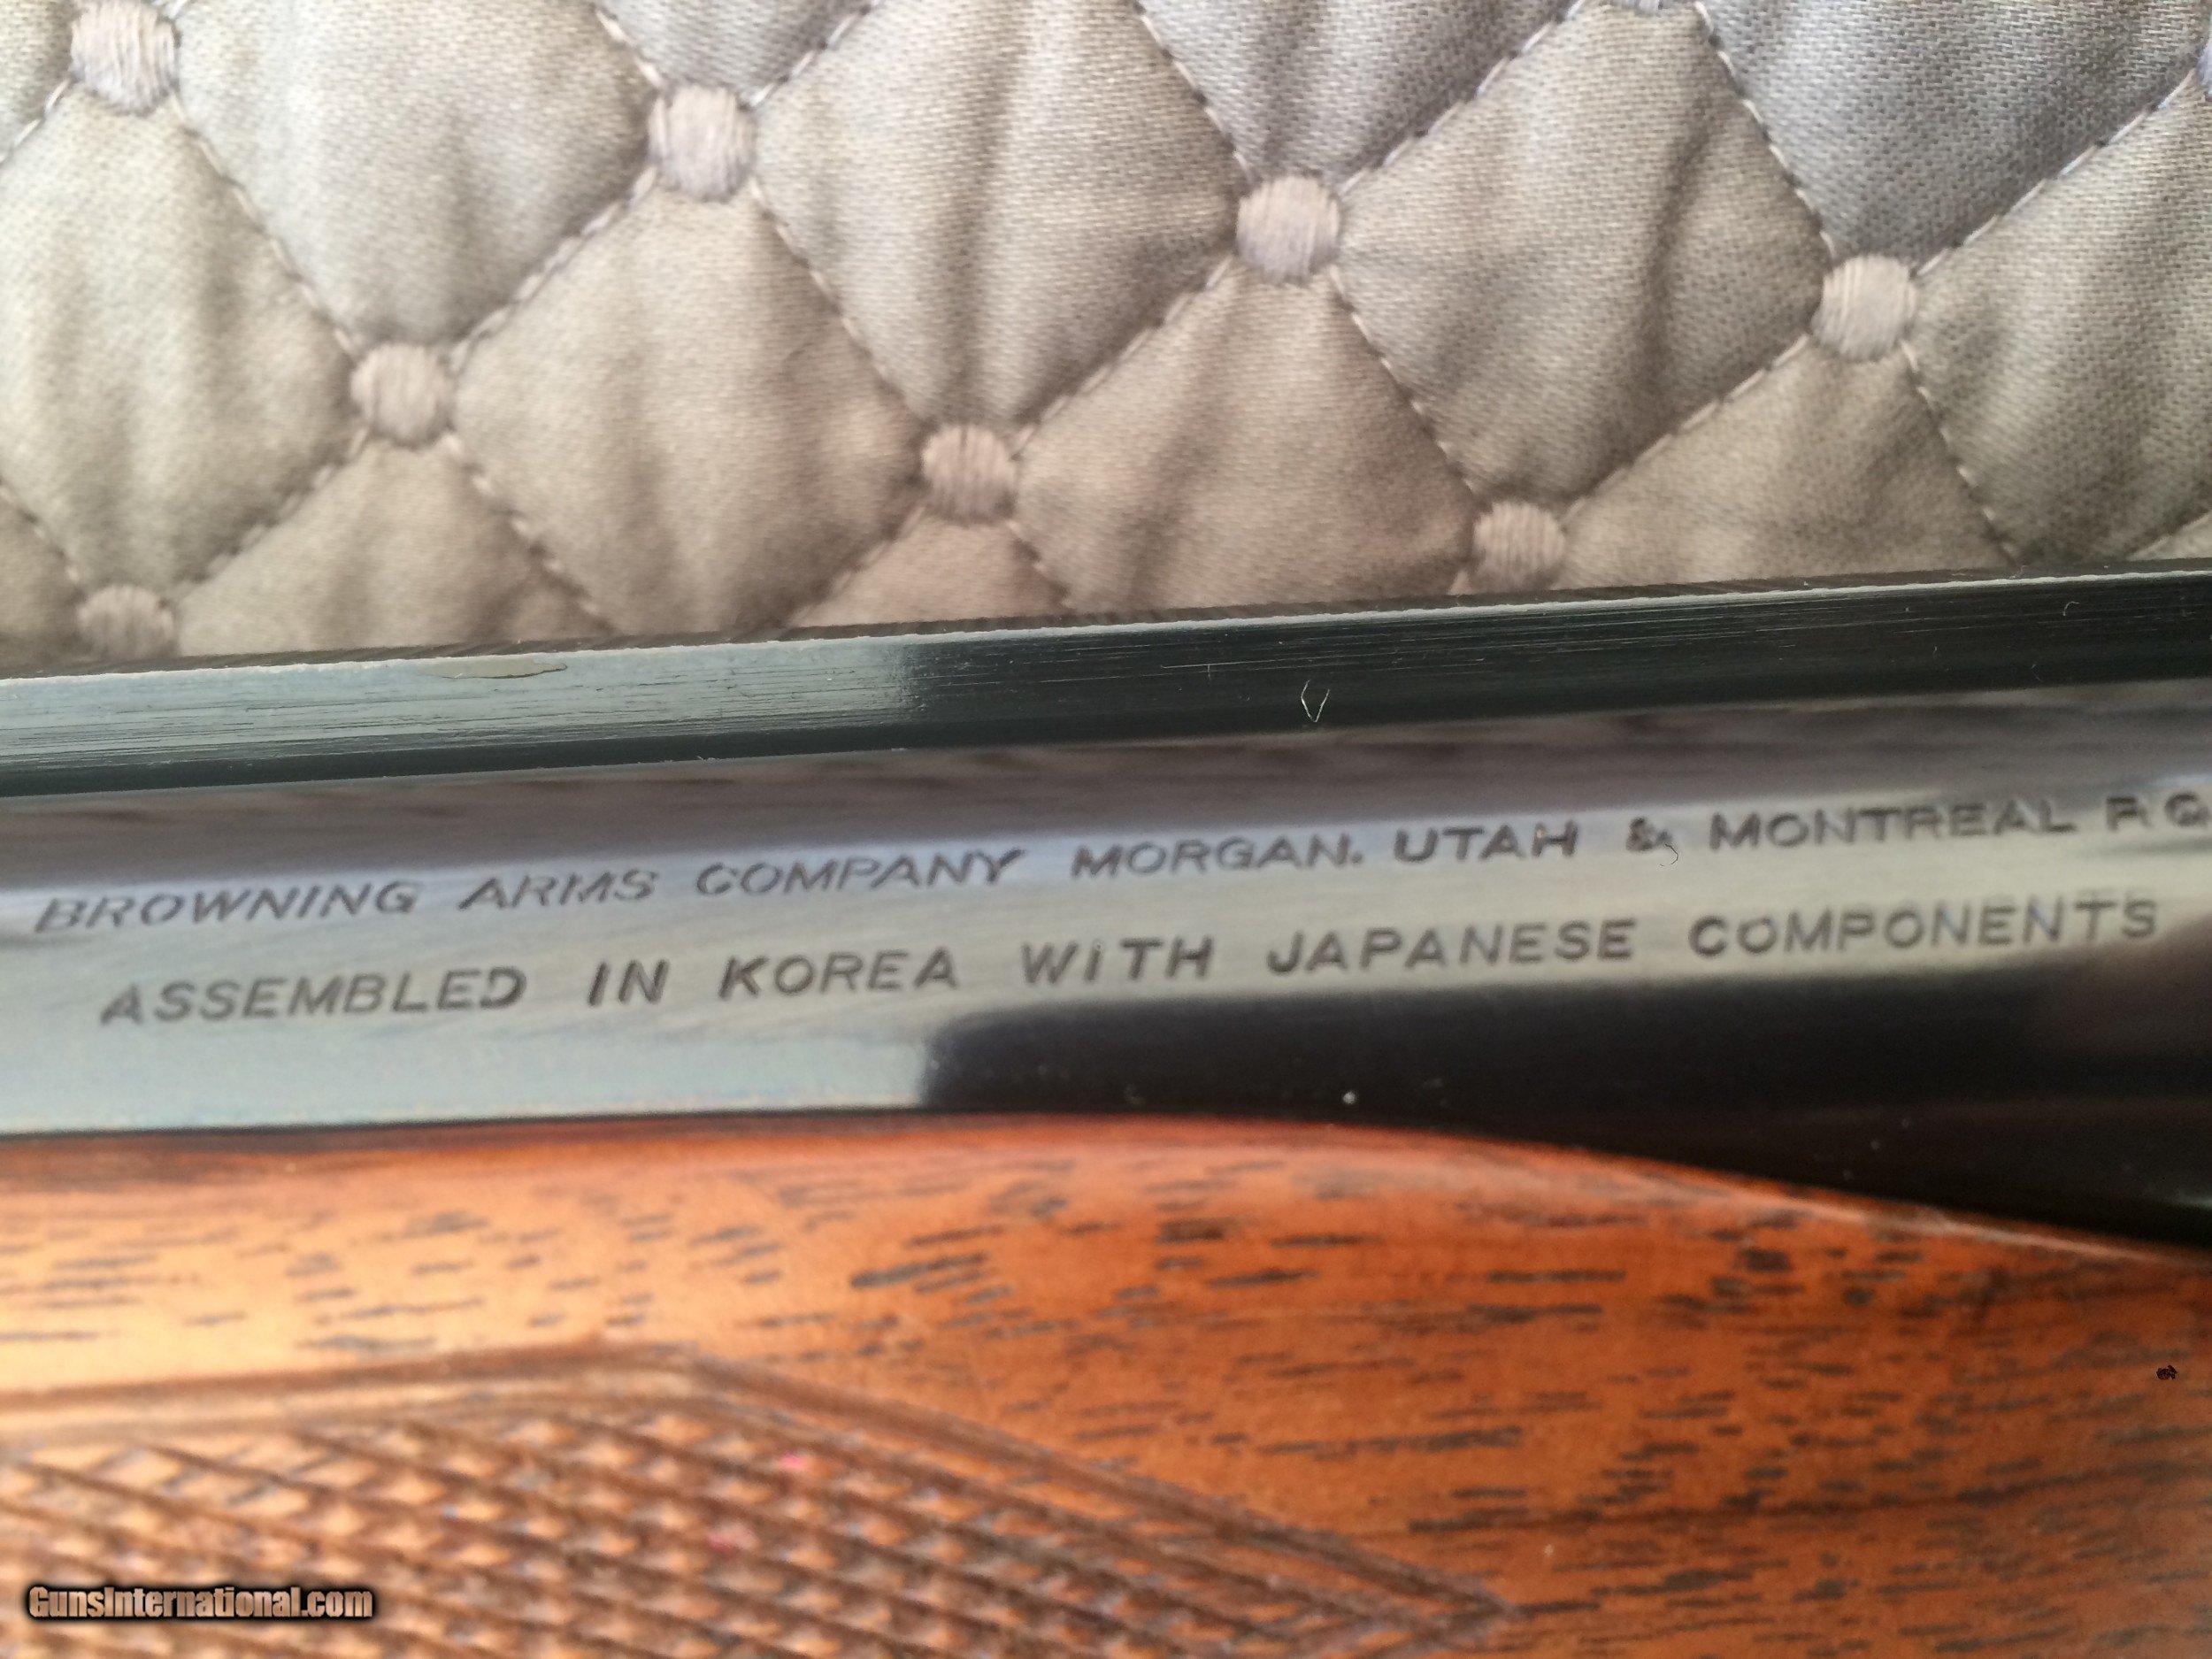 BROWNING ARMS COMPANY MORGAN. UTAH & MONTREAL P.Q
ASSEMBLED IN KOREA WITH JAPANESE COMPONENTS
GunsInternational.com